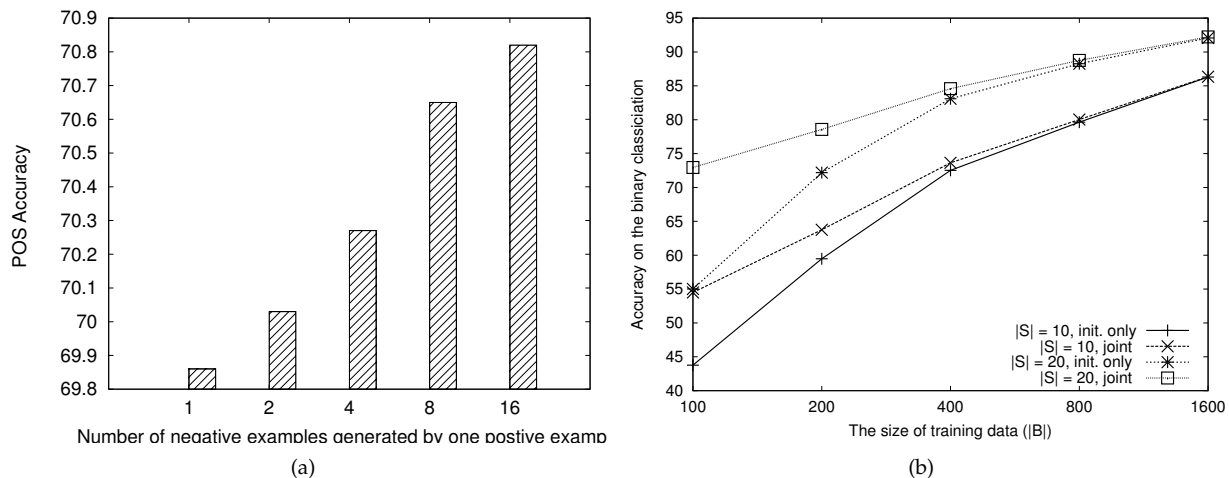 70.9
70.8
70.7
70.6
70.5
70.4
70.3
70.2
70.1
70
69.9
69.8
POS Accuracy
1 2 4 8 16
Number of negative examples generated by one postive examp
(a)
95
90
85
80
75
70
65
60
55
50
45
40
Accuracy on the binary classiciation
|S| = 10, init. only
|S| = 10, joint
|S| = 20, init. only
|S| = 20, joint
100 200 400 800 1600
The size of training data (|B|)
(b)